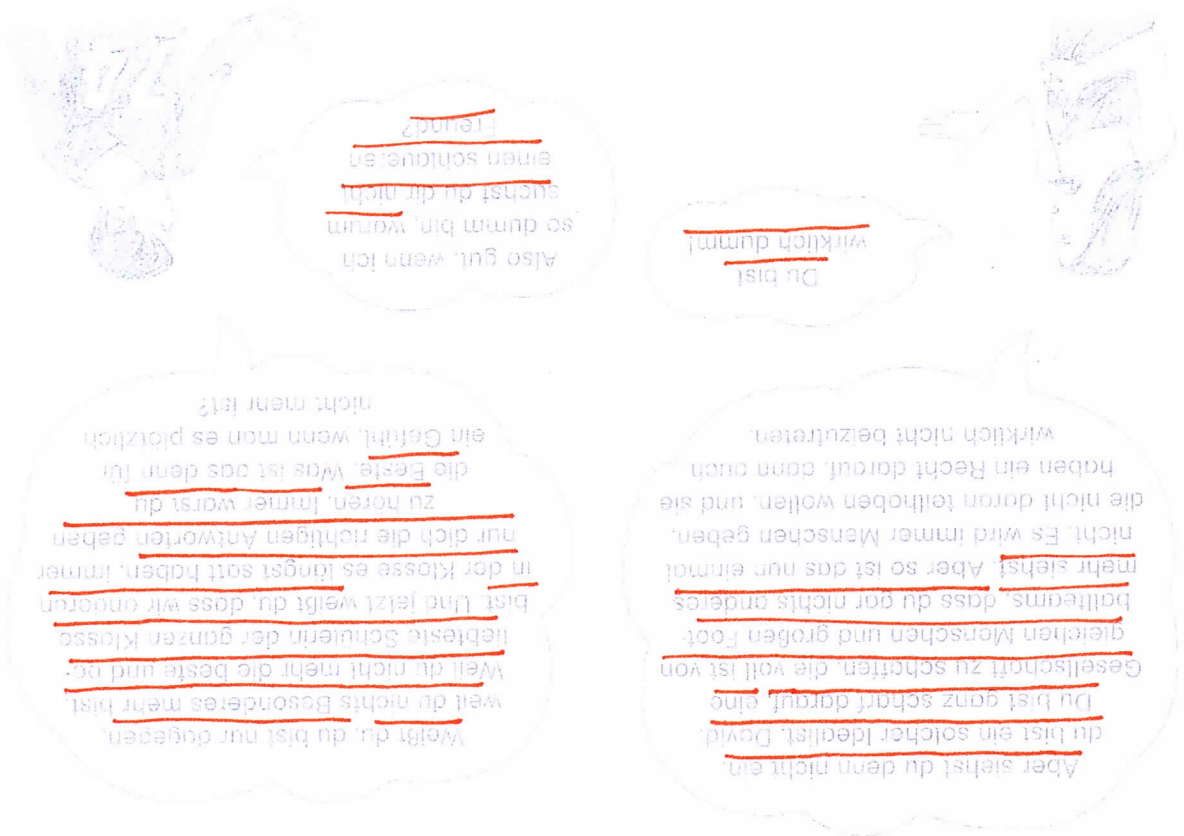 Aber siehst du denn nicht ein,
du bist ein solcher Idealist, David.
Du bist ganz scharf darauf, eine
Gesellschaft zu schaffen, die voll ist von
gleichen Menschen und großen Foot-
ballteams, dass du gar nichts anderes
mehr siehst. Aber so ist das nun einmal
nicht. Es wird immer Menschen geben,
die nicht daran teilhaben wollen, und sie
haben ein Recht darauf, dann auch
wirklich nicht beizutreten.
Weißt du, du bist nur dagegen,
weil du nichts Besonderes mehr bist.
Weil du nicht mehr die beste und be-
liebteste Schülerin der ganzen Klasse
bist. Und jetzt weißt du, dass wir anderen
in der Klasse es längst satt haben, immer
nur dich die richtigen Antworten geben
zu hören. Immer warst du
die Beste. Was ist das denn für
ein Gefühl, wenn man es plötzlich
nicht mehr ist?
Du bist
wirklich dumm!
Also gut, wenn ich
so dumm bin, warum
suchst du dir nicht
einen schlaueren
Freund?